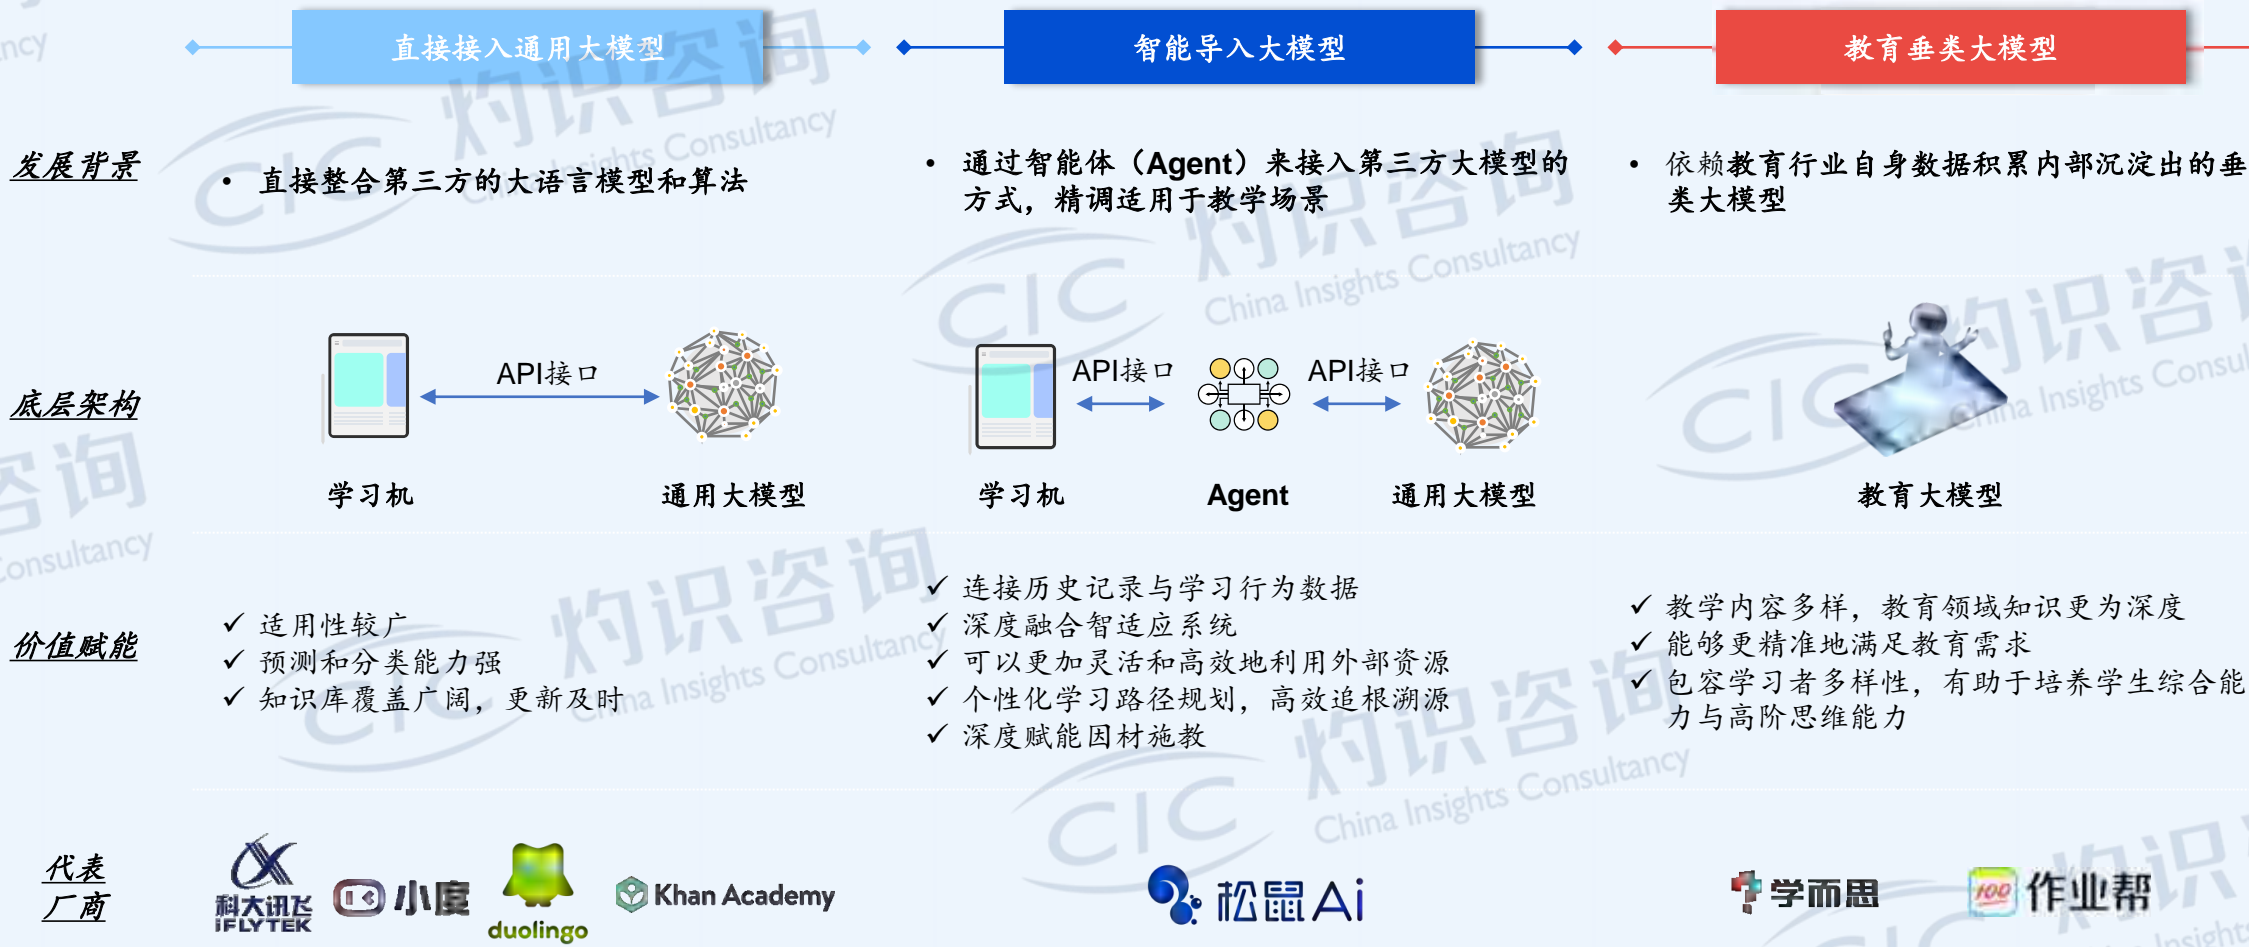 直接接入通用大模型
智能导入大模型
教育垂类大模型
发展背景
• 直接整合第三方的大语言模型和算法
• 通过智能体（Agent）来接入第三方大模型的
方式，精调适用于教学场景
• 依赖教育行业自身数据积累内部沉淀出的垂
类大模型
底层架构
API接口
学习机
通用大模型
API接口
API接口
学习机
Agent
通用大模型
教育大模型
价值赋能
✓ 适用性较广
✓ 预测和分类能力强
✓ 知识库覆盖广阔，更新及时
✓ 连接历史记录与学习行为数据
✓ 深度融合智适应系统
✓ 可以更加灵活和高效地利用外部资源
✓ 个性化学习路径规划，高效追根溯源
✓ 深度赋能因材施教
✓ 教学内容多样，教育领域知识更为深度
✓ 能够更精准地满足教育需求
✓ 包容学习者多样性，有助于培养学生综合能
力与高阶思维能力
代表
厂商
科大讯飞
iFLYTEK
小度
duolingo
Khan Academy
松鼠Ai
学而思
100
作业帮
CIC 灼识咨询
China Insights Consultancy